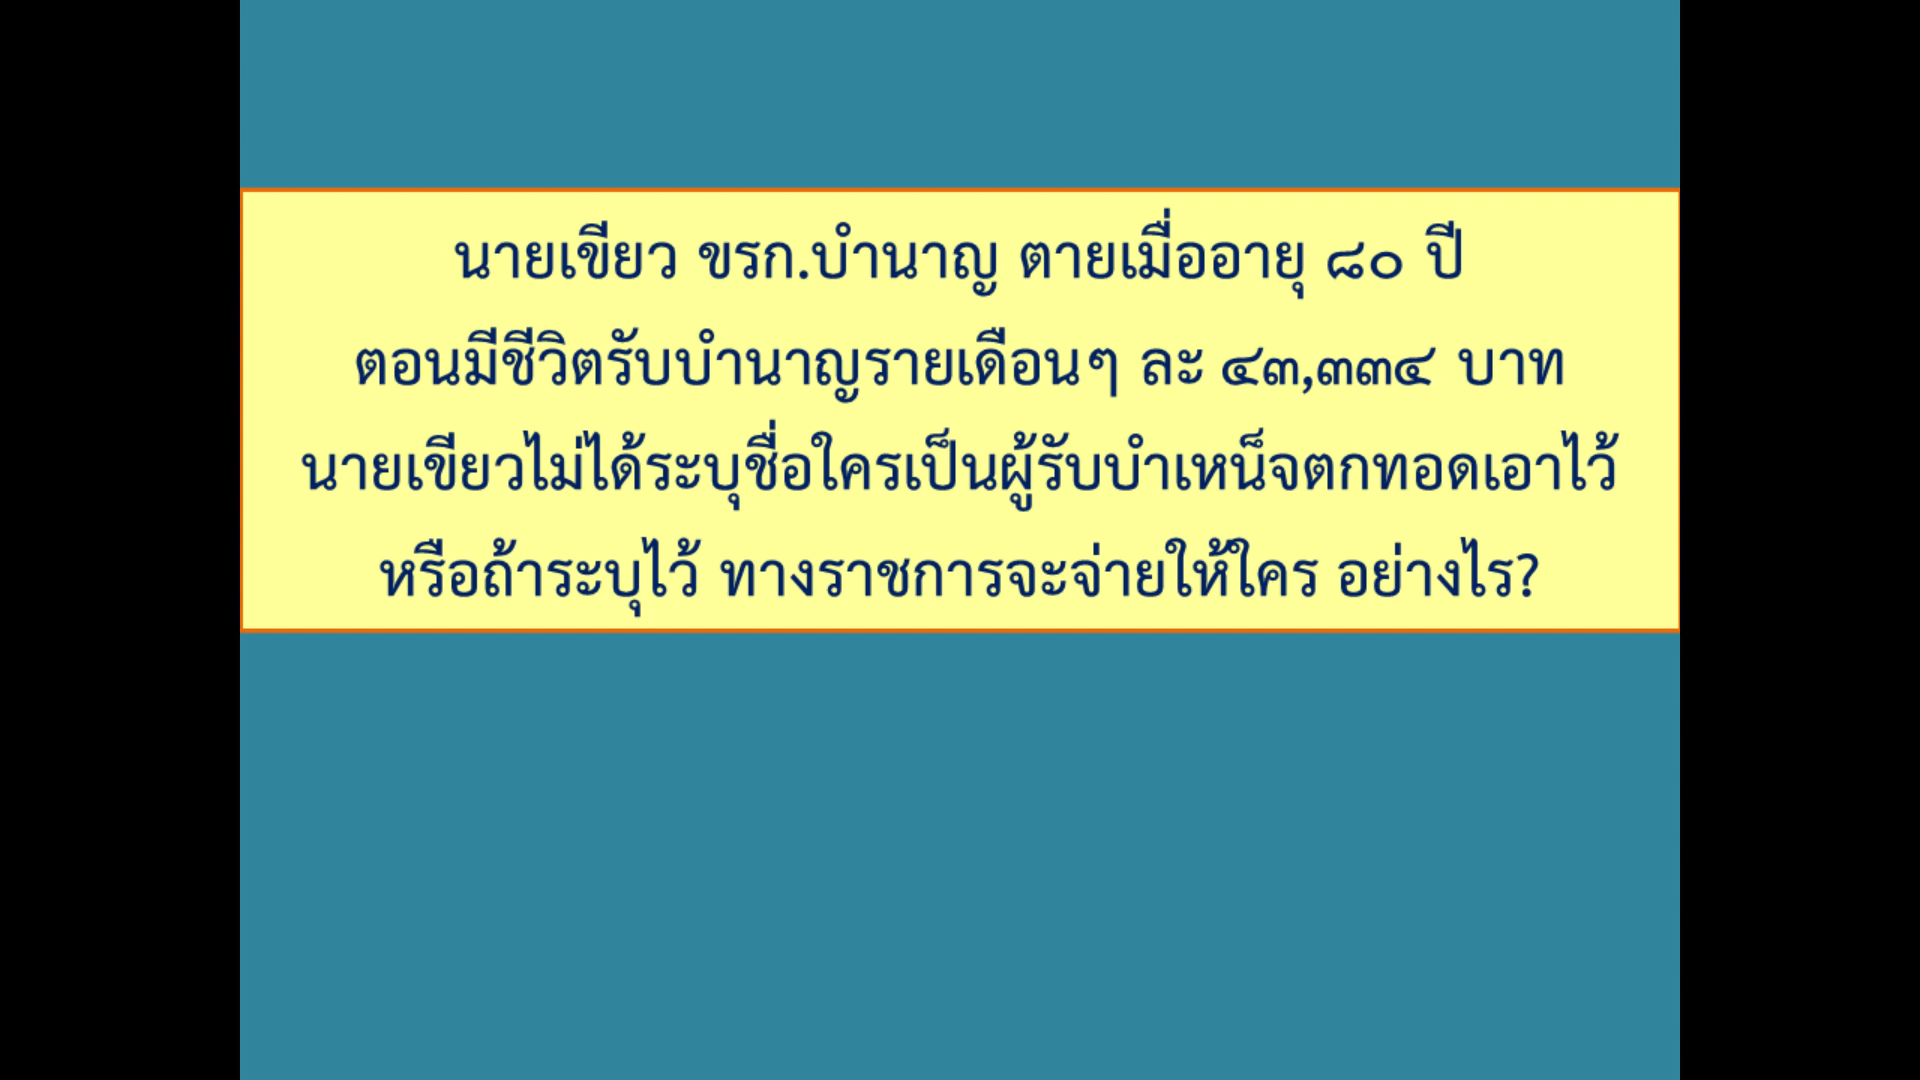 นายเขียว ขรก.บำนาญ ตายเมื่ออายุ ๘๐ ปี
ตอนมีชีวิตรับบำนาญรายเดือนๆ ละ ๔๓,๓๓๔ บาท
นายเขียวไม่ได้ระบุชื่อใครเป็นผู้รับบำเหน็จตกทอดเอาไว้
หรือถ้าระบุไว้ ทางราชการจะจ่ายให้ใคร อย่างไร?